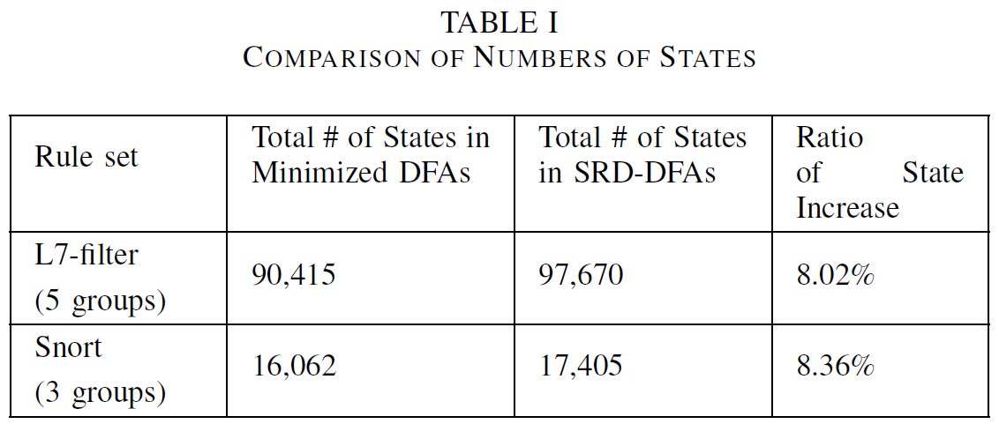 TABLE I
COMPARISON OF NUMBERS OF STATES
Rule set
Total # of States in
Minimized DFAs
Total # of States
in SRD-DFAs
Ratio
of State
Increase
L7-filter
(5 groups)
90,415
97,670
8.02%
Snort
(3 groups)
16,062
17,405
8.36%